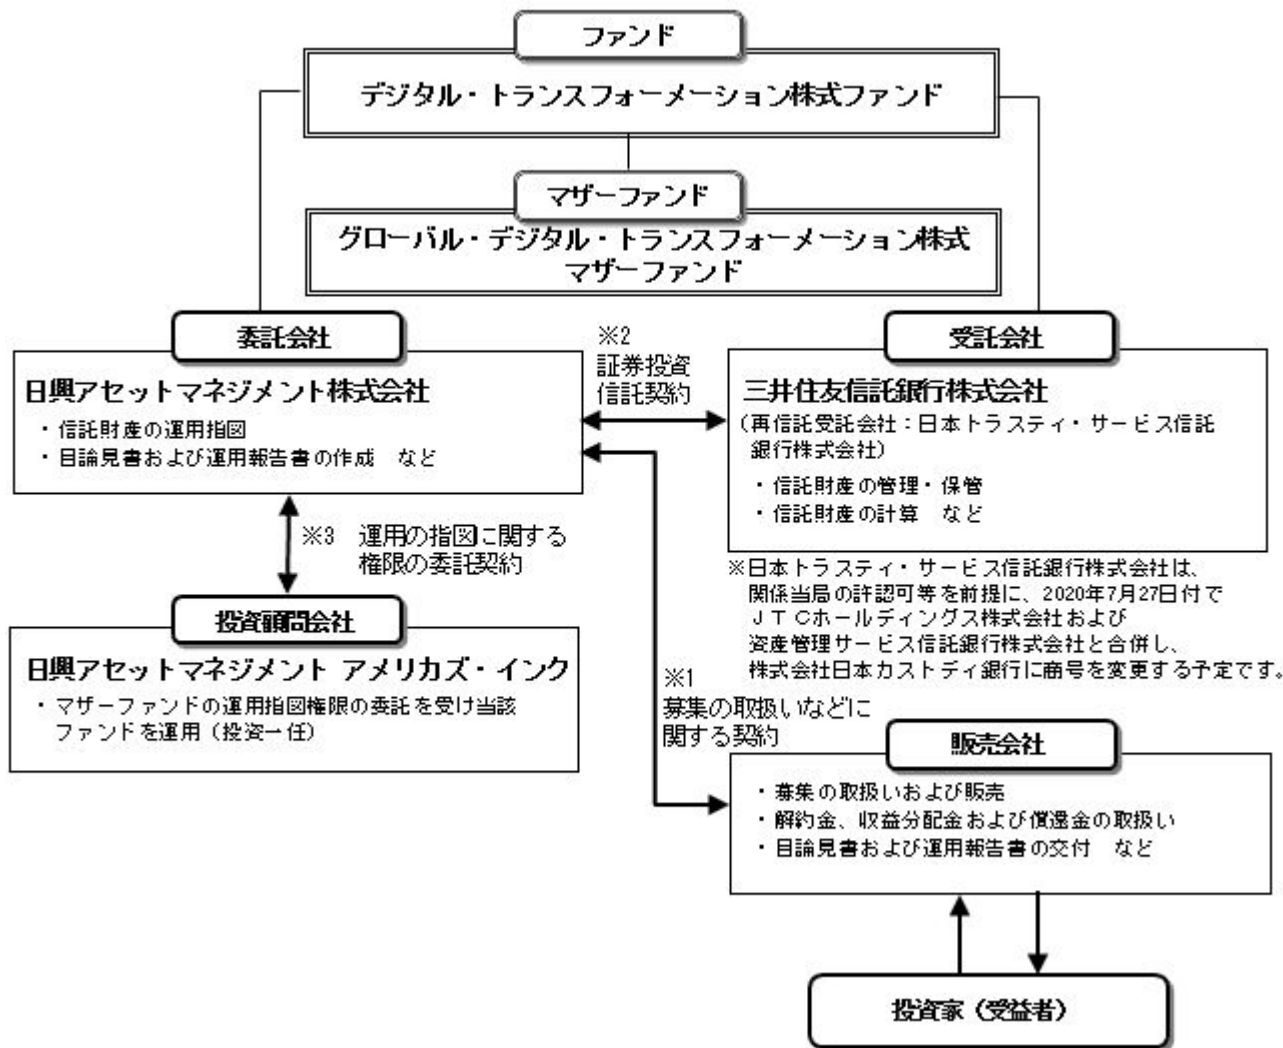 ファンド
デジタル・トランスフォーメーション株式ファンド
マザーファンド
グローバル・デジタル・トランスフォーメーション株式
マザーファンド
委託会社
日興アセットマネジメント株式会社
・信託財産の運用指図
・目論見書および運用報告書の作成　など
※2
証券投資
信託契約
受託会社
三井住友信託銀行株式会社
（再信託受託会社：日本トラスティ・サービス信託
銀行株式会社）
・信託財産の管理・保管
・信託財産の計算　など
※日本トラスティ・サービス信託銀行株式会社は、
関係当局の許認可等を前提に、2020年7月27日付で
ＪＴＣホールディングス株式会社および
資産管理サービス信託銀行株式会社と合併し、
株式会社日本カストディ銀行に商号を変更する予定です。
※3　運用の指図に関する
権限の委託契約
投資顧問会社
日興アセットマネジメント アメリカズ・インク
・マザーファンドの運用指図権限の委託を受け当該
ファンドを運用（投資一任）
※1
募集の取扱いなどに
関する契約
販売会社
・募集の取扱いおよび販売
・解約金、収益分配金および償還金の取扱い
・目論見書および運用報告書の交付　など
投資家（受益者）